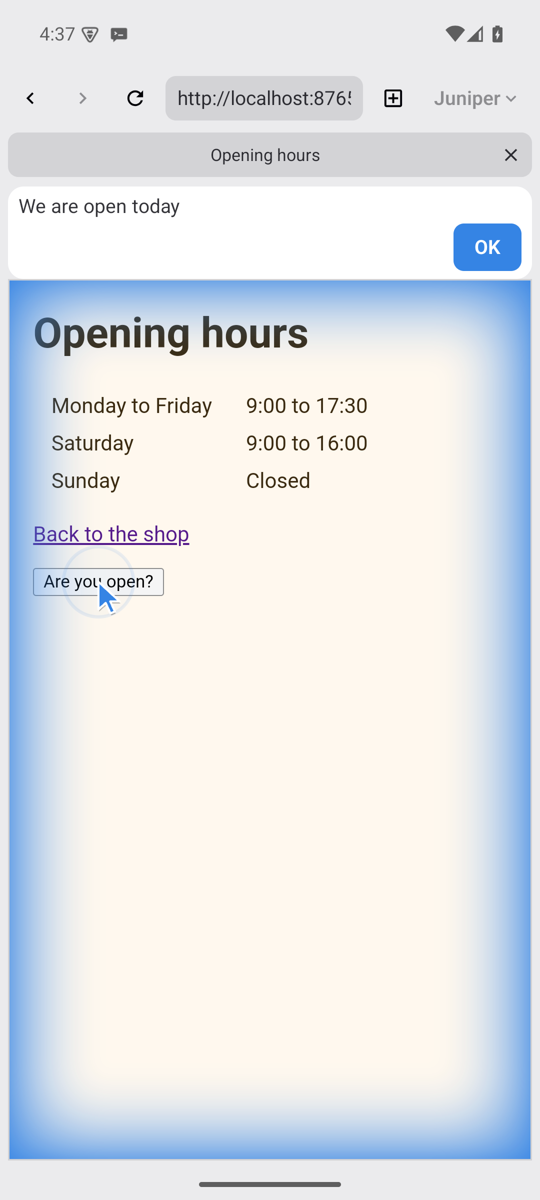 4:37
http://localhost:8765
Juniper
Opening hours
We are open today
OK
Opening hours
Monday to Friday 9:00 to 17:30
Saturday 9:00 to 16:00
Sunday Closed
Back to the shop
Are you open?